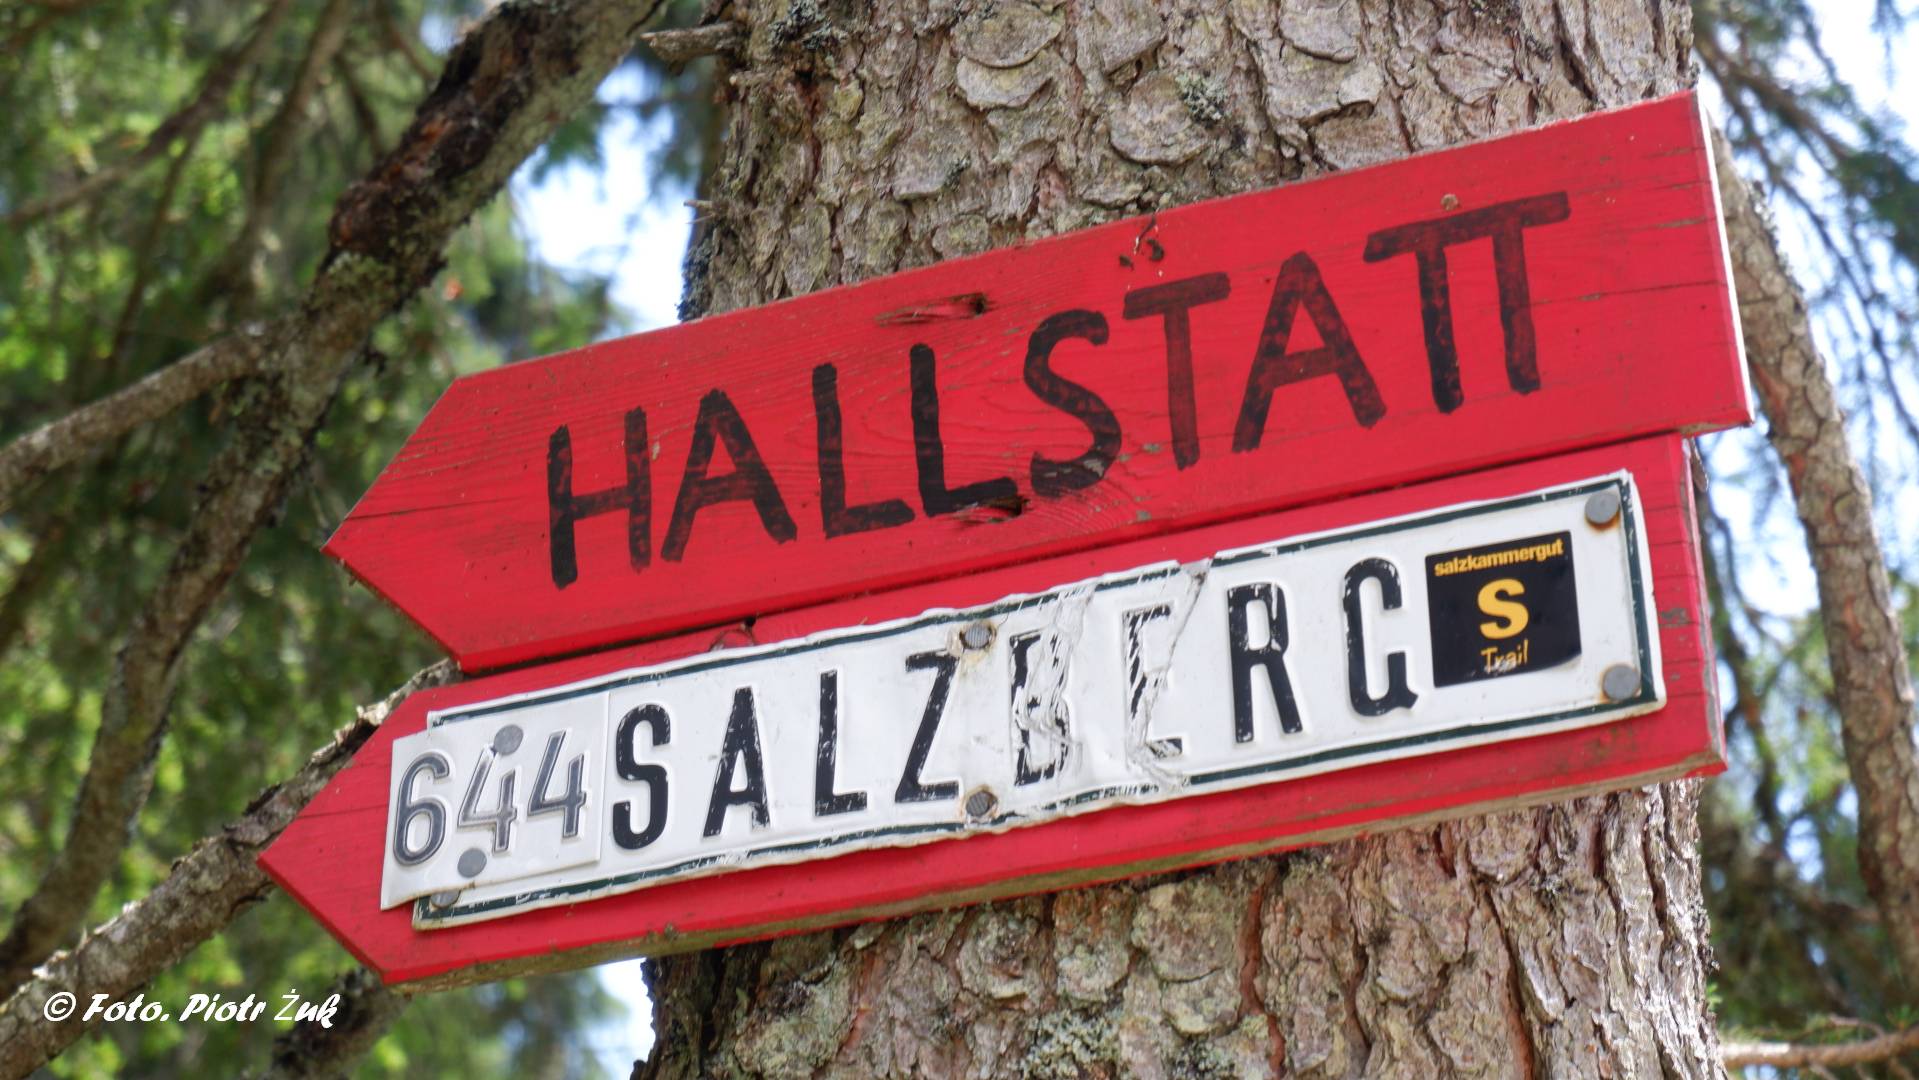 HALLSTATT
644 SALZBERG
salzkammergut
S
Trail
© Foto. Piotr Żuk